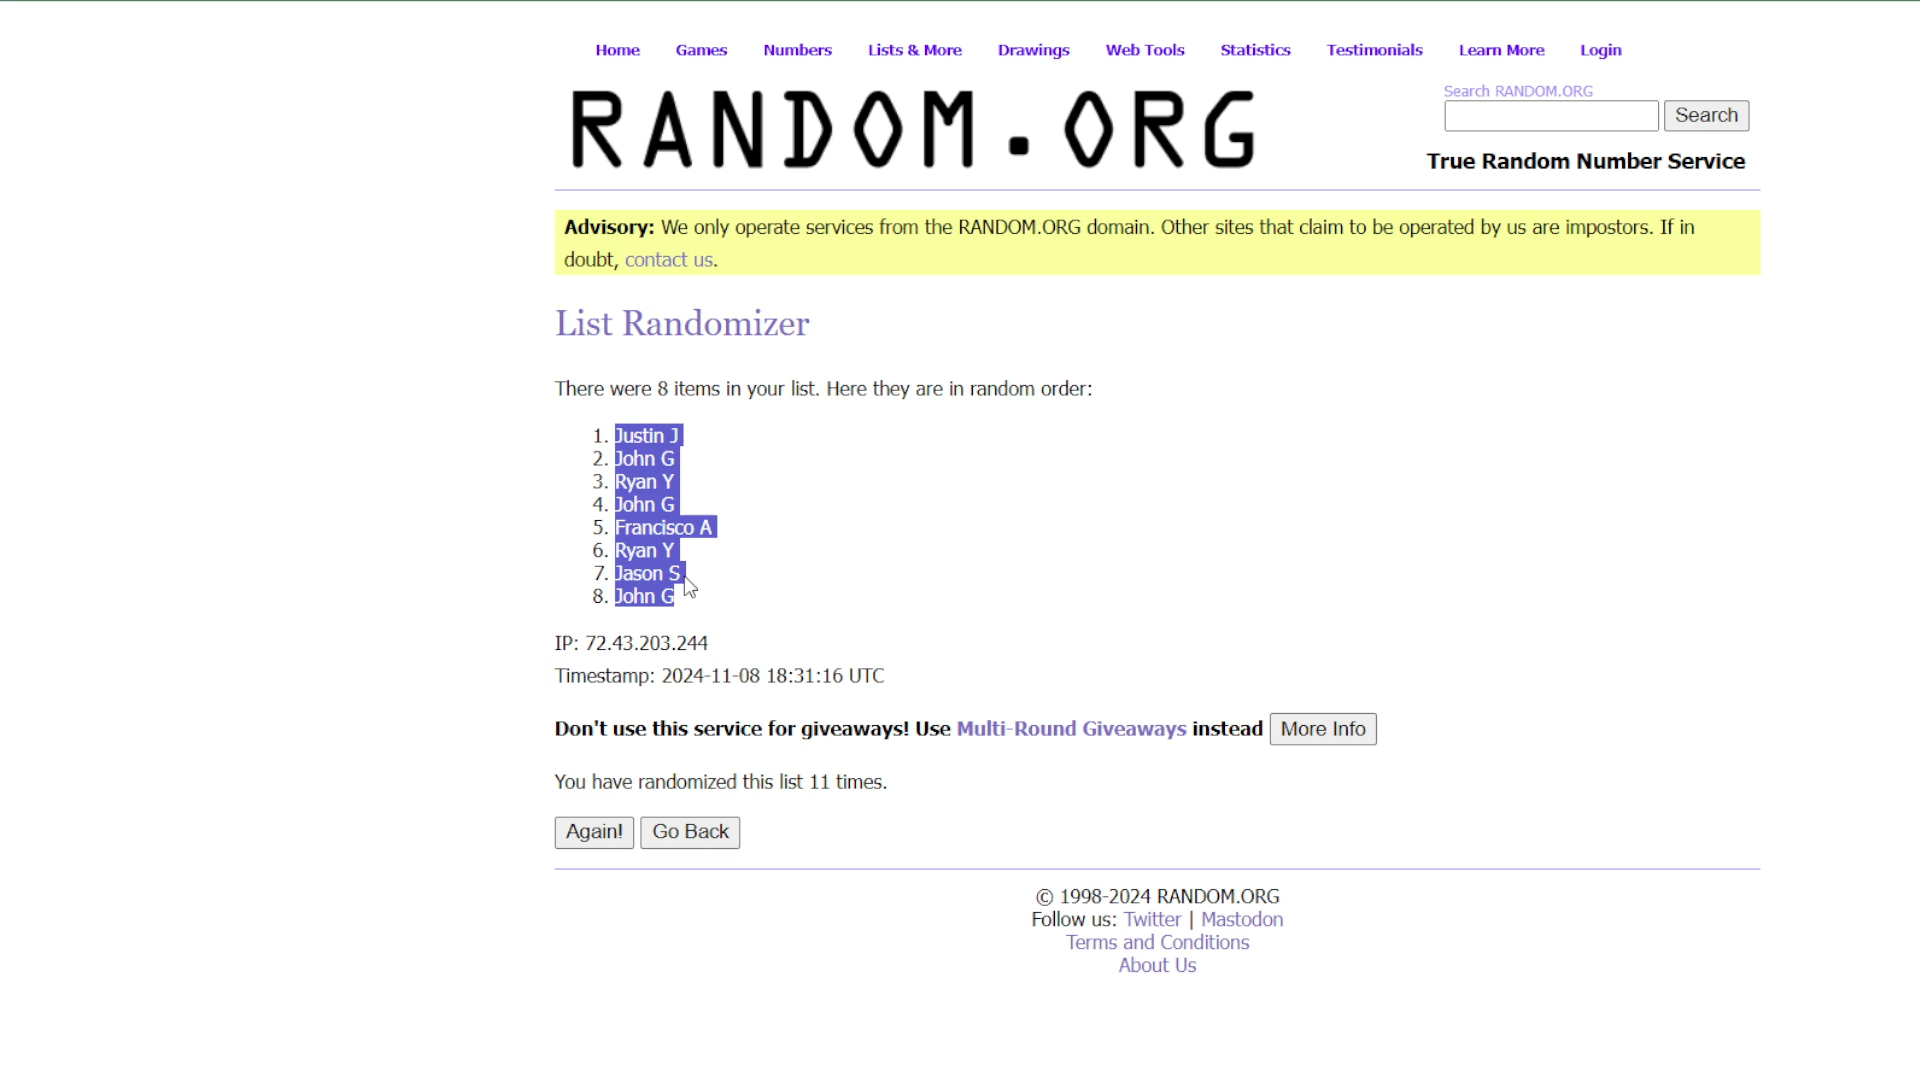 Home Games Numbers Lists & More Drawings Web Tools Statistics Testimonials Learn More Login
RANDOM.ORG
Search RANDOM.ORG
Search
True Random Number Service
Advisory: We only operate services from the RANDOM.ORG domain. Other sites that claim to be operated by us are impostors. If in
doubt, contact us.
List Randomizer
There were 8 items in your list. Here they are in random order:
1. Justin J
2. John G
3. Ryan Y
4. John G
5. Francisco A
6. Ryan Y
7. Jason S
8. John G
IP: 72.43.203.244
Timestamp: 2024-11-08 18:31:16 UTC
Don't use this service for giveaways! Use Multi-Round Giveaways instead More Info
You have randomized this list 11 times.
Again! Go Back
© 1998-2024 RANDOM.ORG
Follow us: Twitter | Mastodon
Terms and Conditions
About Us